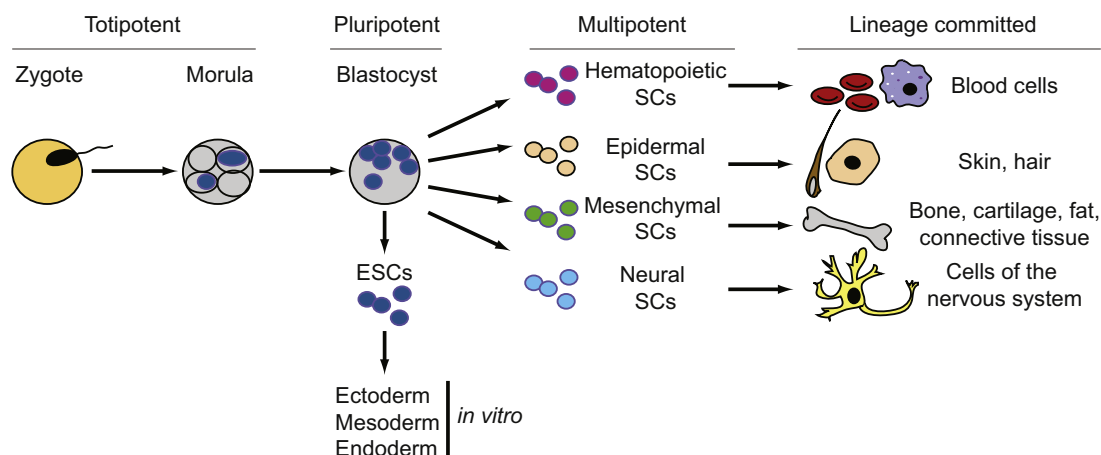 Totipotent
Pluripotent
Multipotent
Lineage committed
Zygote
Morula
Blastocyst
Hematopoietic
SCs
Blood cells
Epidermal
SCs
Skin, hair
Mesenchymal
SCs
Bone, cartilage, fat,
connective tissue
Neural
SCs
Cells of the
nervous system
ESCs
Ectoderm
Mesoderm
Endoderm
in vitro